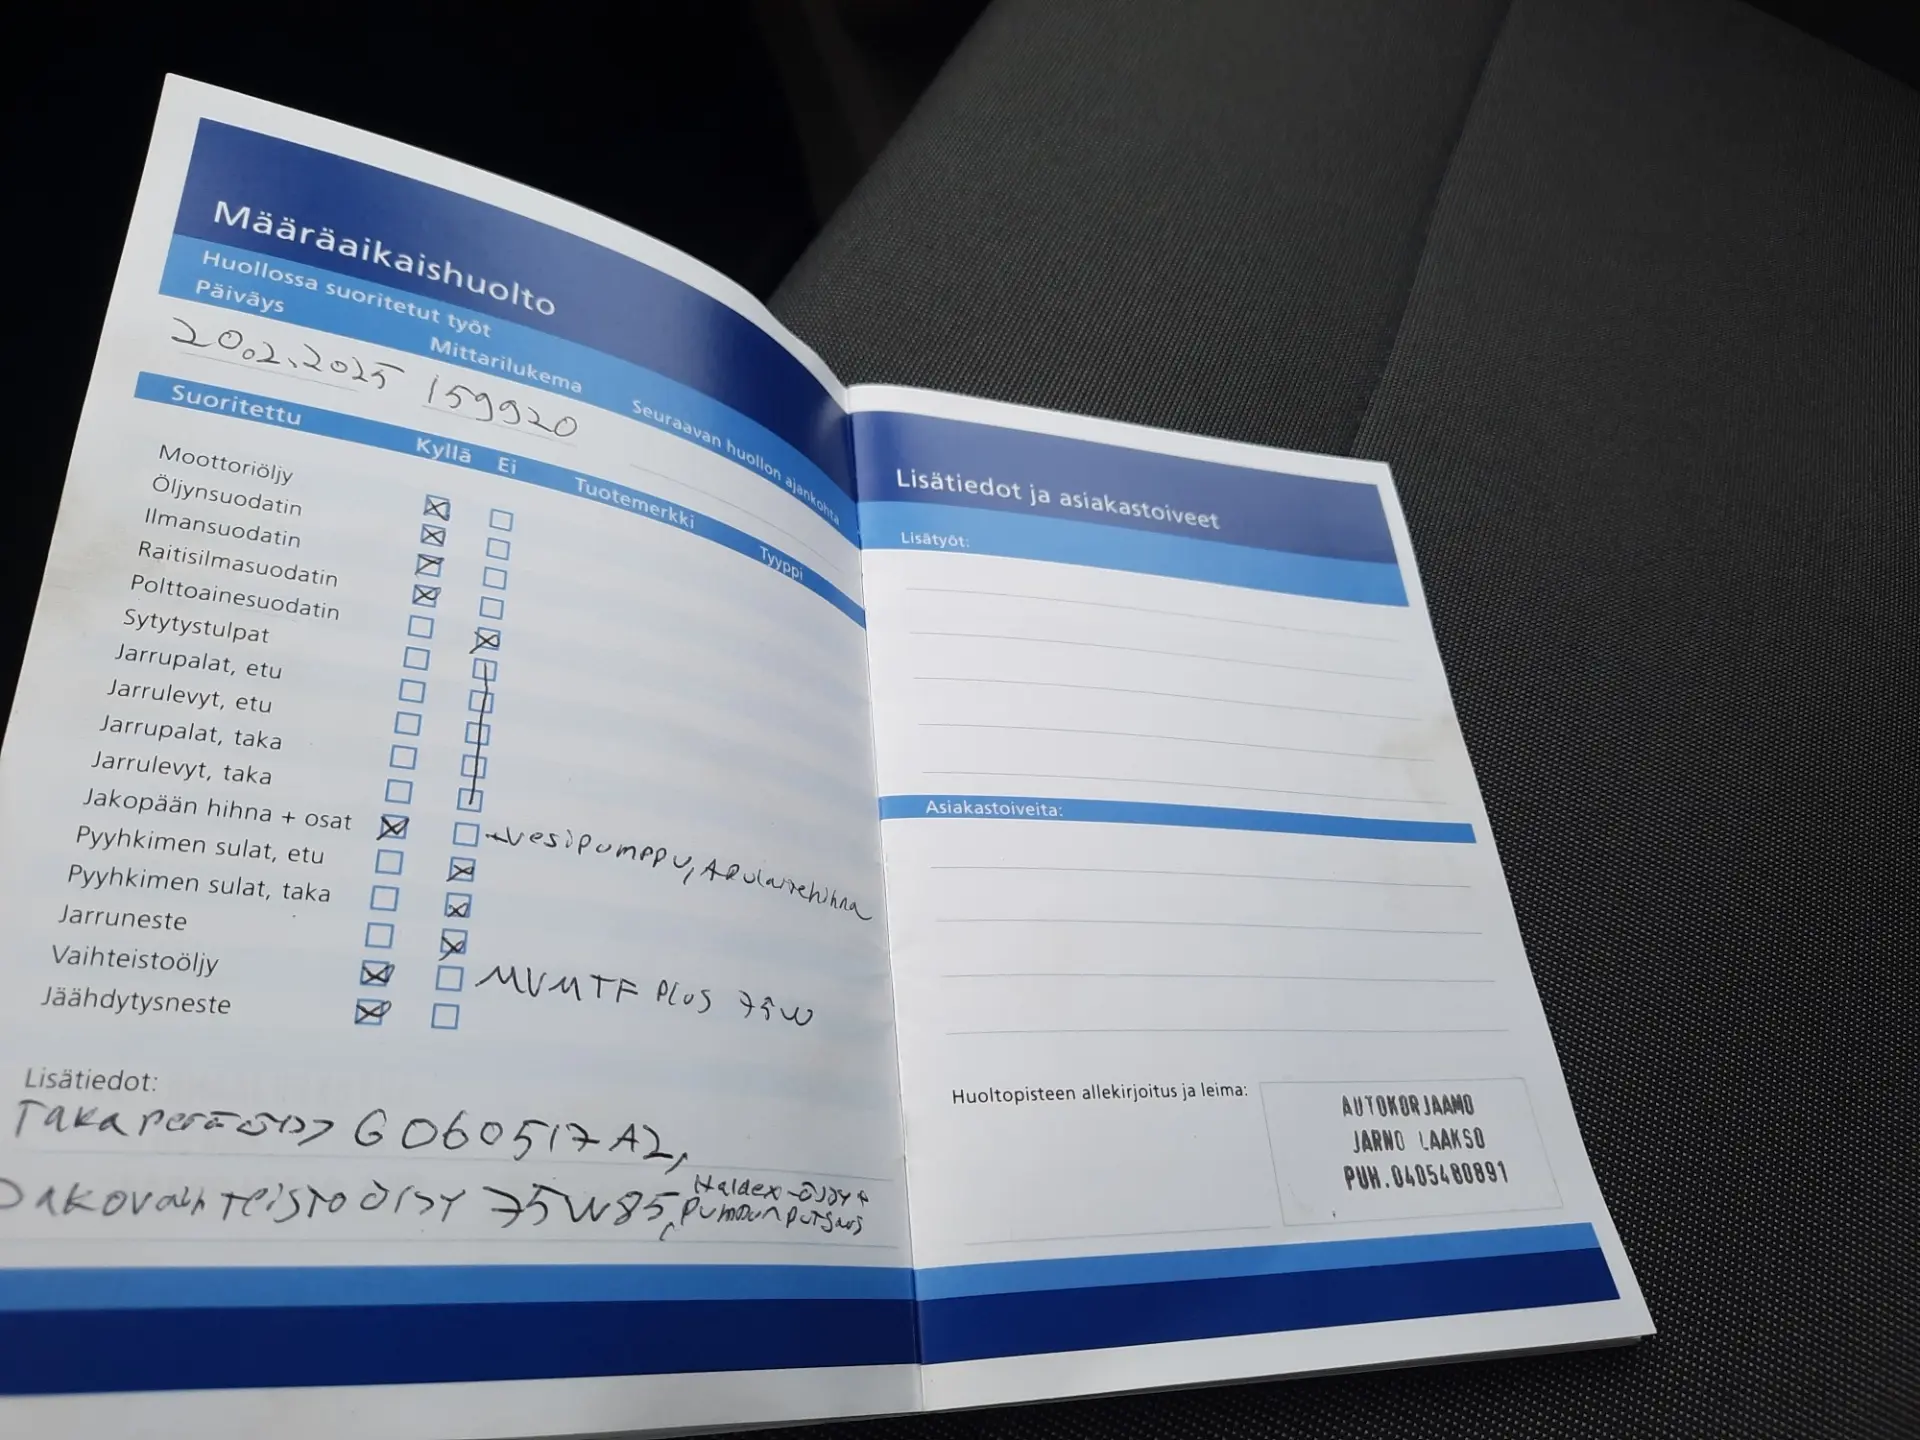 Määräaikaishuolto
Huollossa suoritetut työt
Päiväys Mittarilukema Seuraavan huollon ajankohta
20.2.2025 159920
Suoritettu Kyllä Ei Tuotemerkki Tyyppi
Moottoriöljy
Öljynsuodatin
Ilmansuodatin
Raitisilmasuodatin
Polttoainesuodatin
Sytytystulpat
Jarrupalat, etu
Jarrulevyt, etu
Jarrupalat, taka
Jarrulevyt, taka
Jakopään hihna + osat +vesipumppu, Apulaitehihna
Pyyhkimen sulat, etu
Pyyhkimen sulat, taka
Jarruneste
Vaihteistoöljy MVMTF PLUS 75W
Jäähdytysneste
Lisätiedot:
Takaperäöljy G060517A2,
Jakovaihteistoöljy 75W85, Haldex-öljy+
pumpun putsaus
Lisätiedot ja asiakastoiveet
Lisätyöt:
Asiakastoiveita:
Huoltopisteen allekirjoitus ja leima:
AUTOKORJAAMO
JARNO LAAKSO
PUH.0405480891